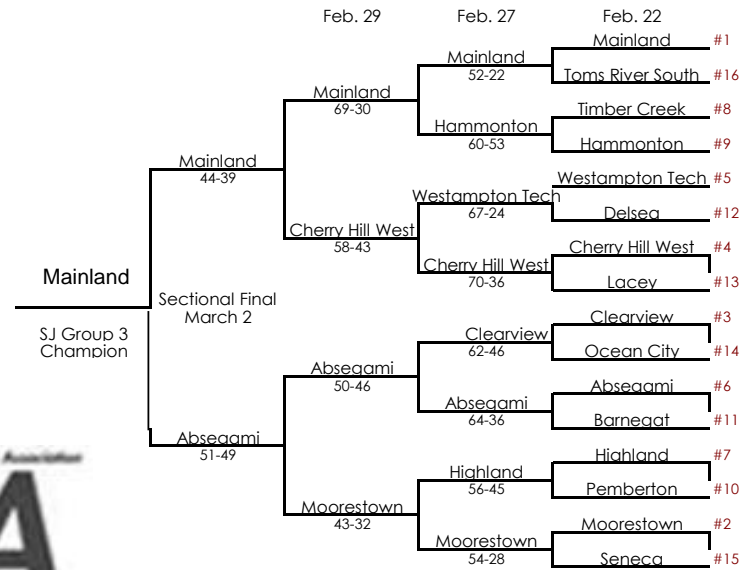 Feb. 29 Feb. 27 Feb. 22
Mainland #1
Mainland
52-22
Toms River South #16
Mainland
69-30
Timber Creek #8
Hammonton
60-53
Hammonton #9
Mainland
44-39
Westampton Tech #5
Westampton Tech
67-24
Delsea #12
Cherry Hill West
58-43
Cherry Hill West #4
Cherry Hill West
70-36
Lacey #13
Mainland
Sectional Final
March 2
SJ Group 3
Champion
Clearview #3
Clearview
62-46
Ocean City #14
Absegami
50-46
Absegami #6
Absegami
64-36
Barnegat #11
Absegami
51-49
Highland #7
Highland
56-45
Pemberton #10
Moorestown
43-32
Moorestown #2
Moorestown
54-28
Seneca #15
Association
A